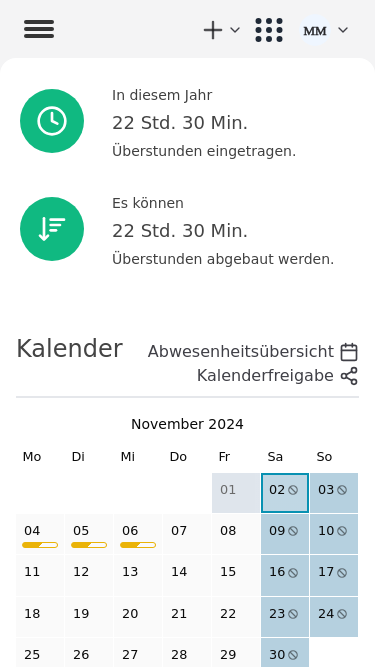 MM
In diesem Jahr
22 Std. 30 Min.
Überstunden eingetragen.
Es können
22 Std. 30 Min.
Überstunden abgebaut werden.
Kalender
Abwesenheitsübersicht
Kalenderfreigabe
November 2024
Mo Di Mi Do Fr Sa So
01 02 03
04 05 06 07 08 09 10
11 12 13 14 15 16 17
18 19 20 21 22 23 24
25 26 27 28 29 30